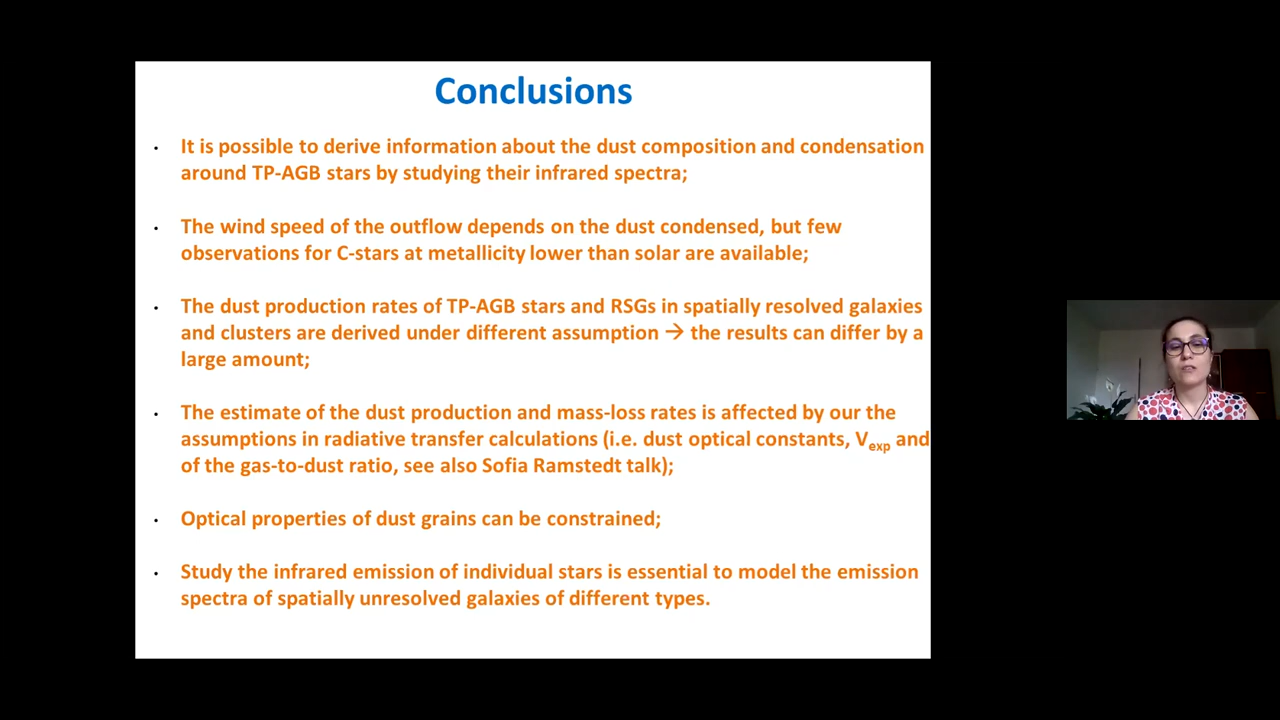 Conclusions
• It is possible to derive information about the dust composition and condensation
around TP-AGB stars by studying their infrared spectra;
• The wind speed of the outflow depends on the dust condensed, but few
observations for C-stars at metallicity lower than solar are available;
• The dust production rates of TP-AGB stars and RSGs in spatially resolved galaxies
and clusters are derived under different assumption → the results can differ by a
large amount;
• The estimate of the dust production and mass-loss rates is affected by our the
assumptions in radiative transfer calculations (i.e. dust optical constants, Vexp and
of the gas-to-dust ratio, see also Sofia Ramstedt talk);
• Optical properties of dust grains can be constrained;
• Study the infrared emission of individual stars is essential to model the emission
spectra of spatially unresolved galaxies of different types.